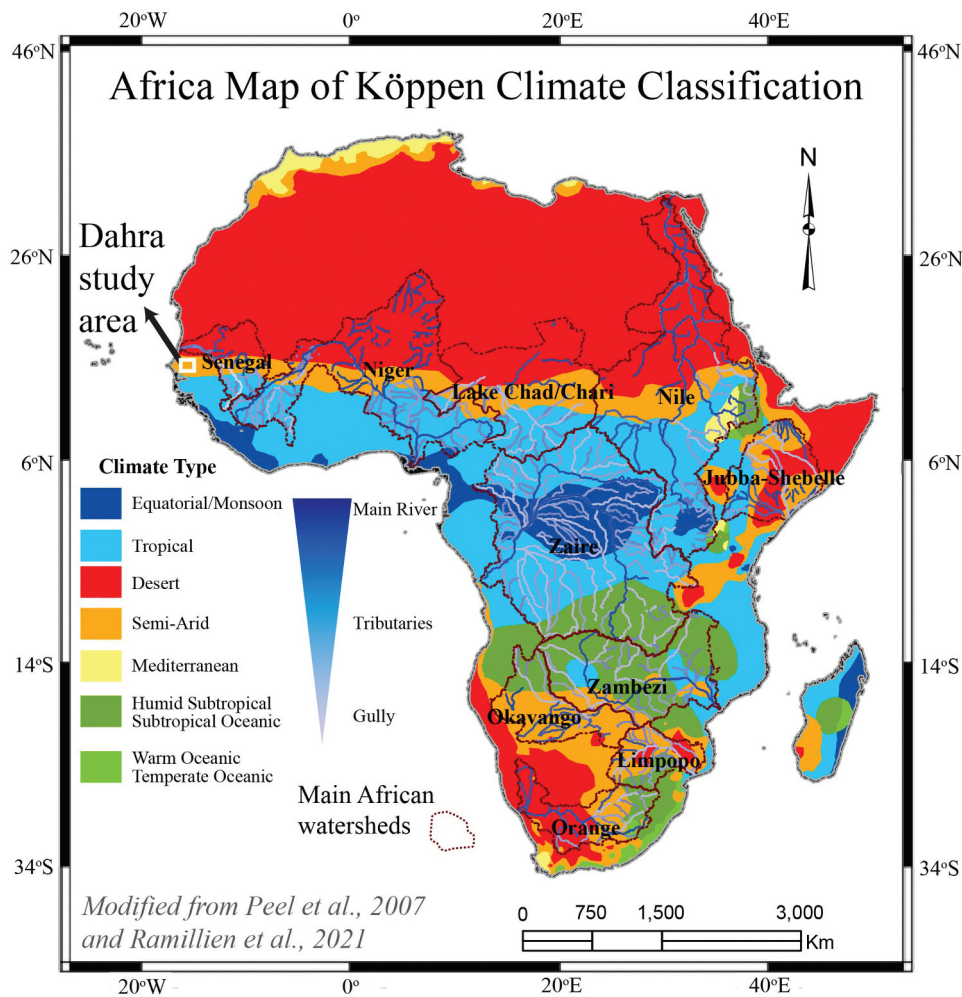 20°W 0° 20°E 40°E
46°N 46°N
Africa Map of Köppen Climate Classification
N
Dahra
study
area
26°N 26°N
Senegal
Niger
Lake Chad/Chari
Nile
6°N 6°N
Jubba-Shebelle
Climate Type
Equatorial/Monsoon
Tropical
Desert
Semi-Arid
Mediterranean
Humid Subtropical
Subtropical Oceanic
Warm Oceanic
Temperate Oceanic
Main River
Tributaries
Gully
Zaire
14°S 14°S
Zambezi
Okavango
Limpopo
Orange
Main African
watersheds
34°S 34°S
Modified from Peel et al., 2007
and Ramillien et al., 2021
0 750 1,500 3,000
Km
20°W 0° 20°E 40°E